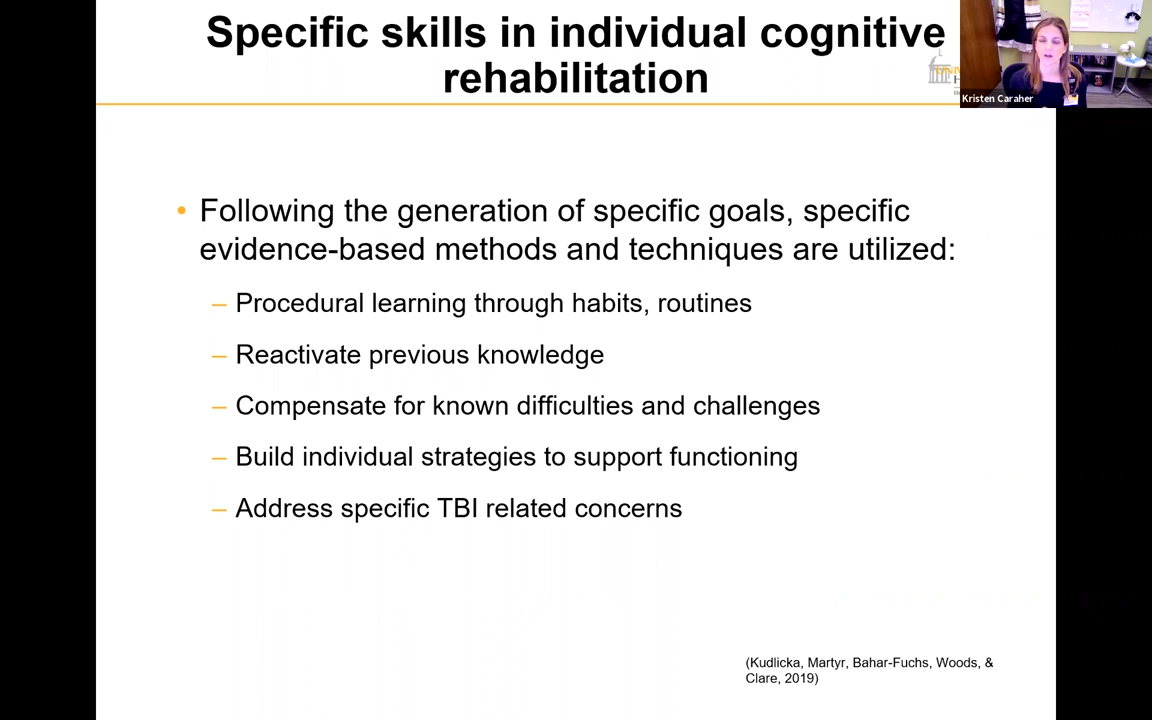 Specific skills in individual cognitive
rehabilitation
Kristen Caraher
• Following the generation of specific goals, specific
evidence-based methods and techniques are utilized:
– Procedural learning through habits, routines
– Reactivate previous knowledge
– Compensate for known difficulties and challenges
– Build individual strategies to support functioning
– Address specific TBI related concerns
(Kudlicka, Martyr, Bahar-Fuchs, Woods, &
Clare, 2019)